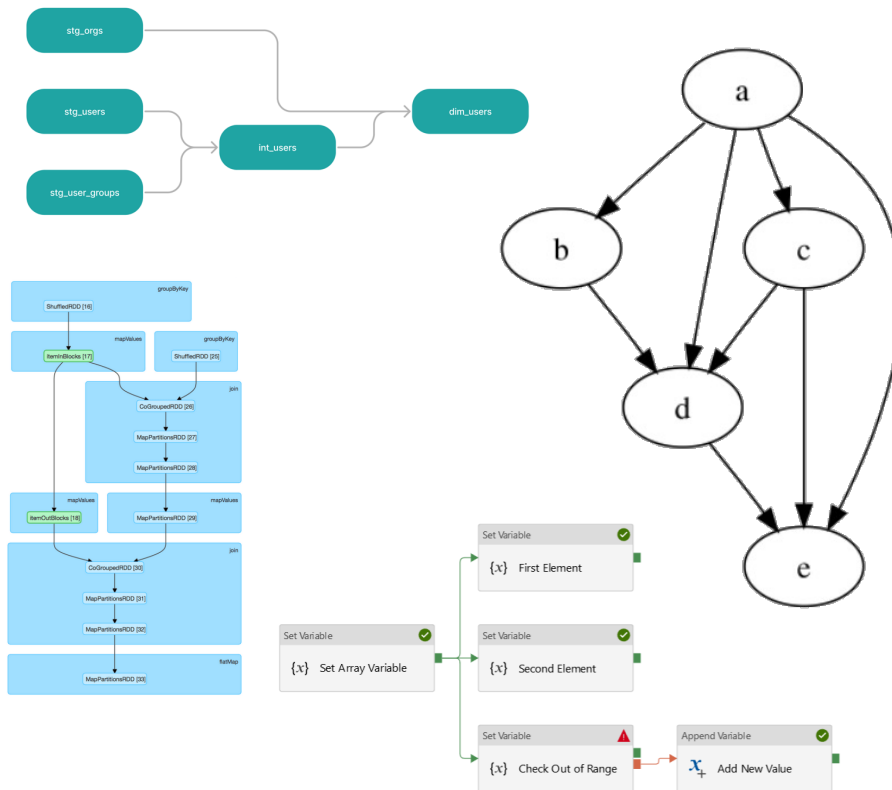 stg_orgs
stg_users
dim_users
int_users
stg_user_groups
a
b
c
d
e
groupByKey
ShuffledRDD [16]
mapValues
groupByKey
itemInBlocks [17]
ShuffledRDD [25]
join
CoGroupedRDD [26]
MapPartitionsRDD [27]
MapPartitionsRDD [28]
mapValues
mapValues
itemOutBlocks [18]
MapPartitionsRDD [29]
join
CoGroupedRDD [30]
MapPartitionsRDD [31]
MapPartitionsRDD [32]
flatMap
MapPartitionsRDD [33]
Set Variable
{x} First Element
Set Variable
{x} Set Array Variable
Set Variable
{x} Second Element
Set Variable
{x} Check Out of Range
Append Variable
x+ Add New Value